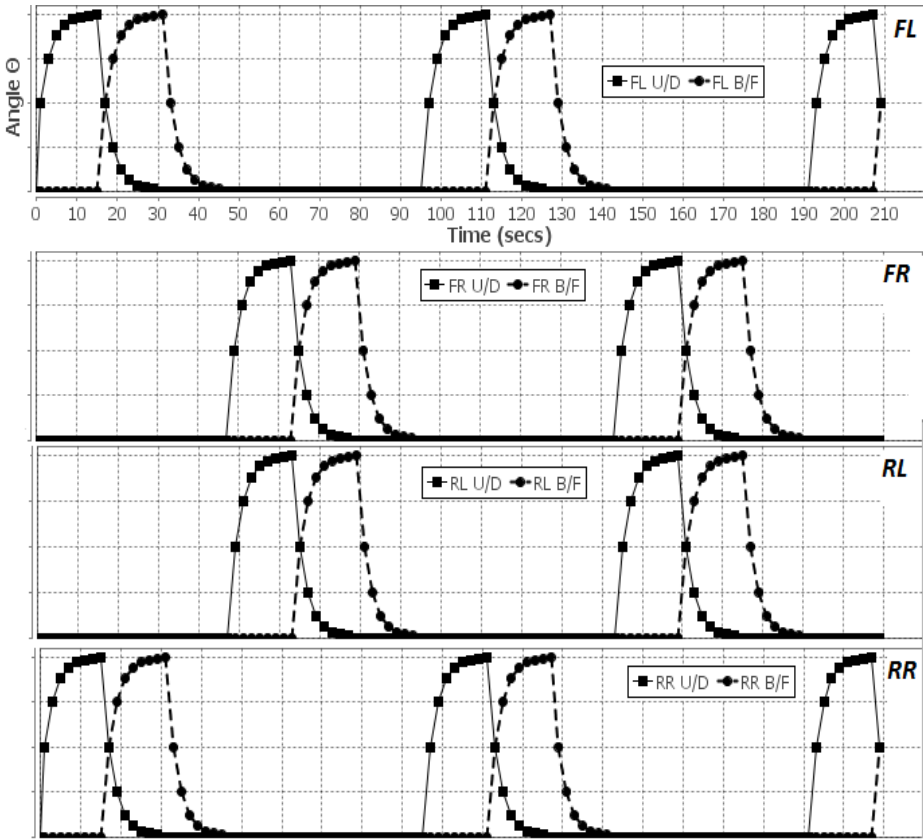 FL
Angle Θ
FL U/D FL B/F
0 10 20 30 40 50 60 70 80 90 100 110 120 130 140 150 160 170 180 190 200 210
Time (secs)
FR
FR U/D FR B/F
RL
RL U/D RL B/F
RR
RR U/D RR B/F